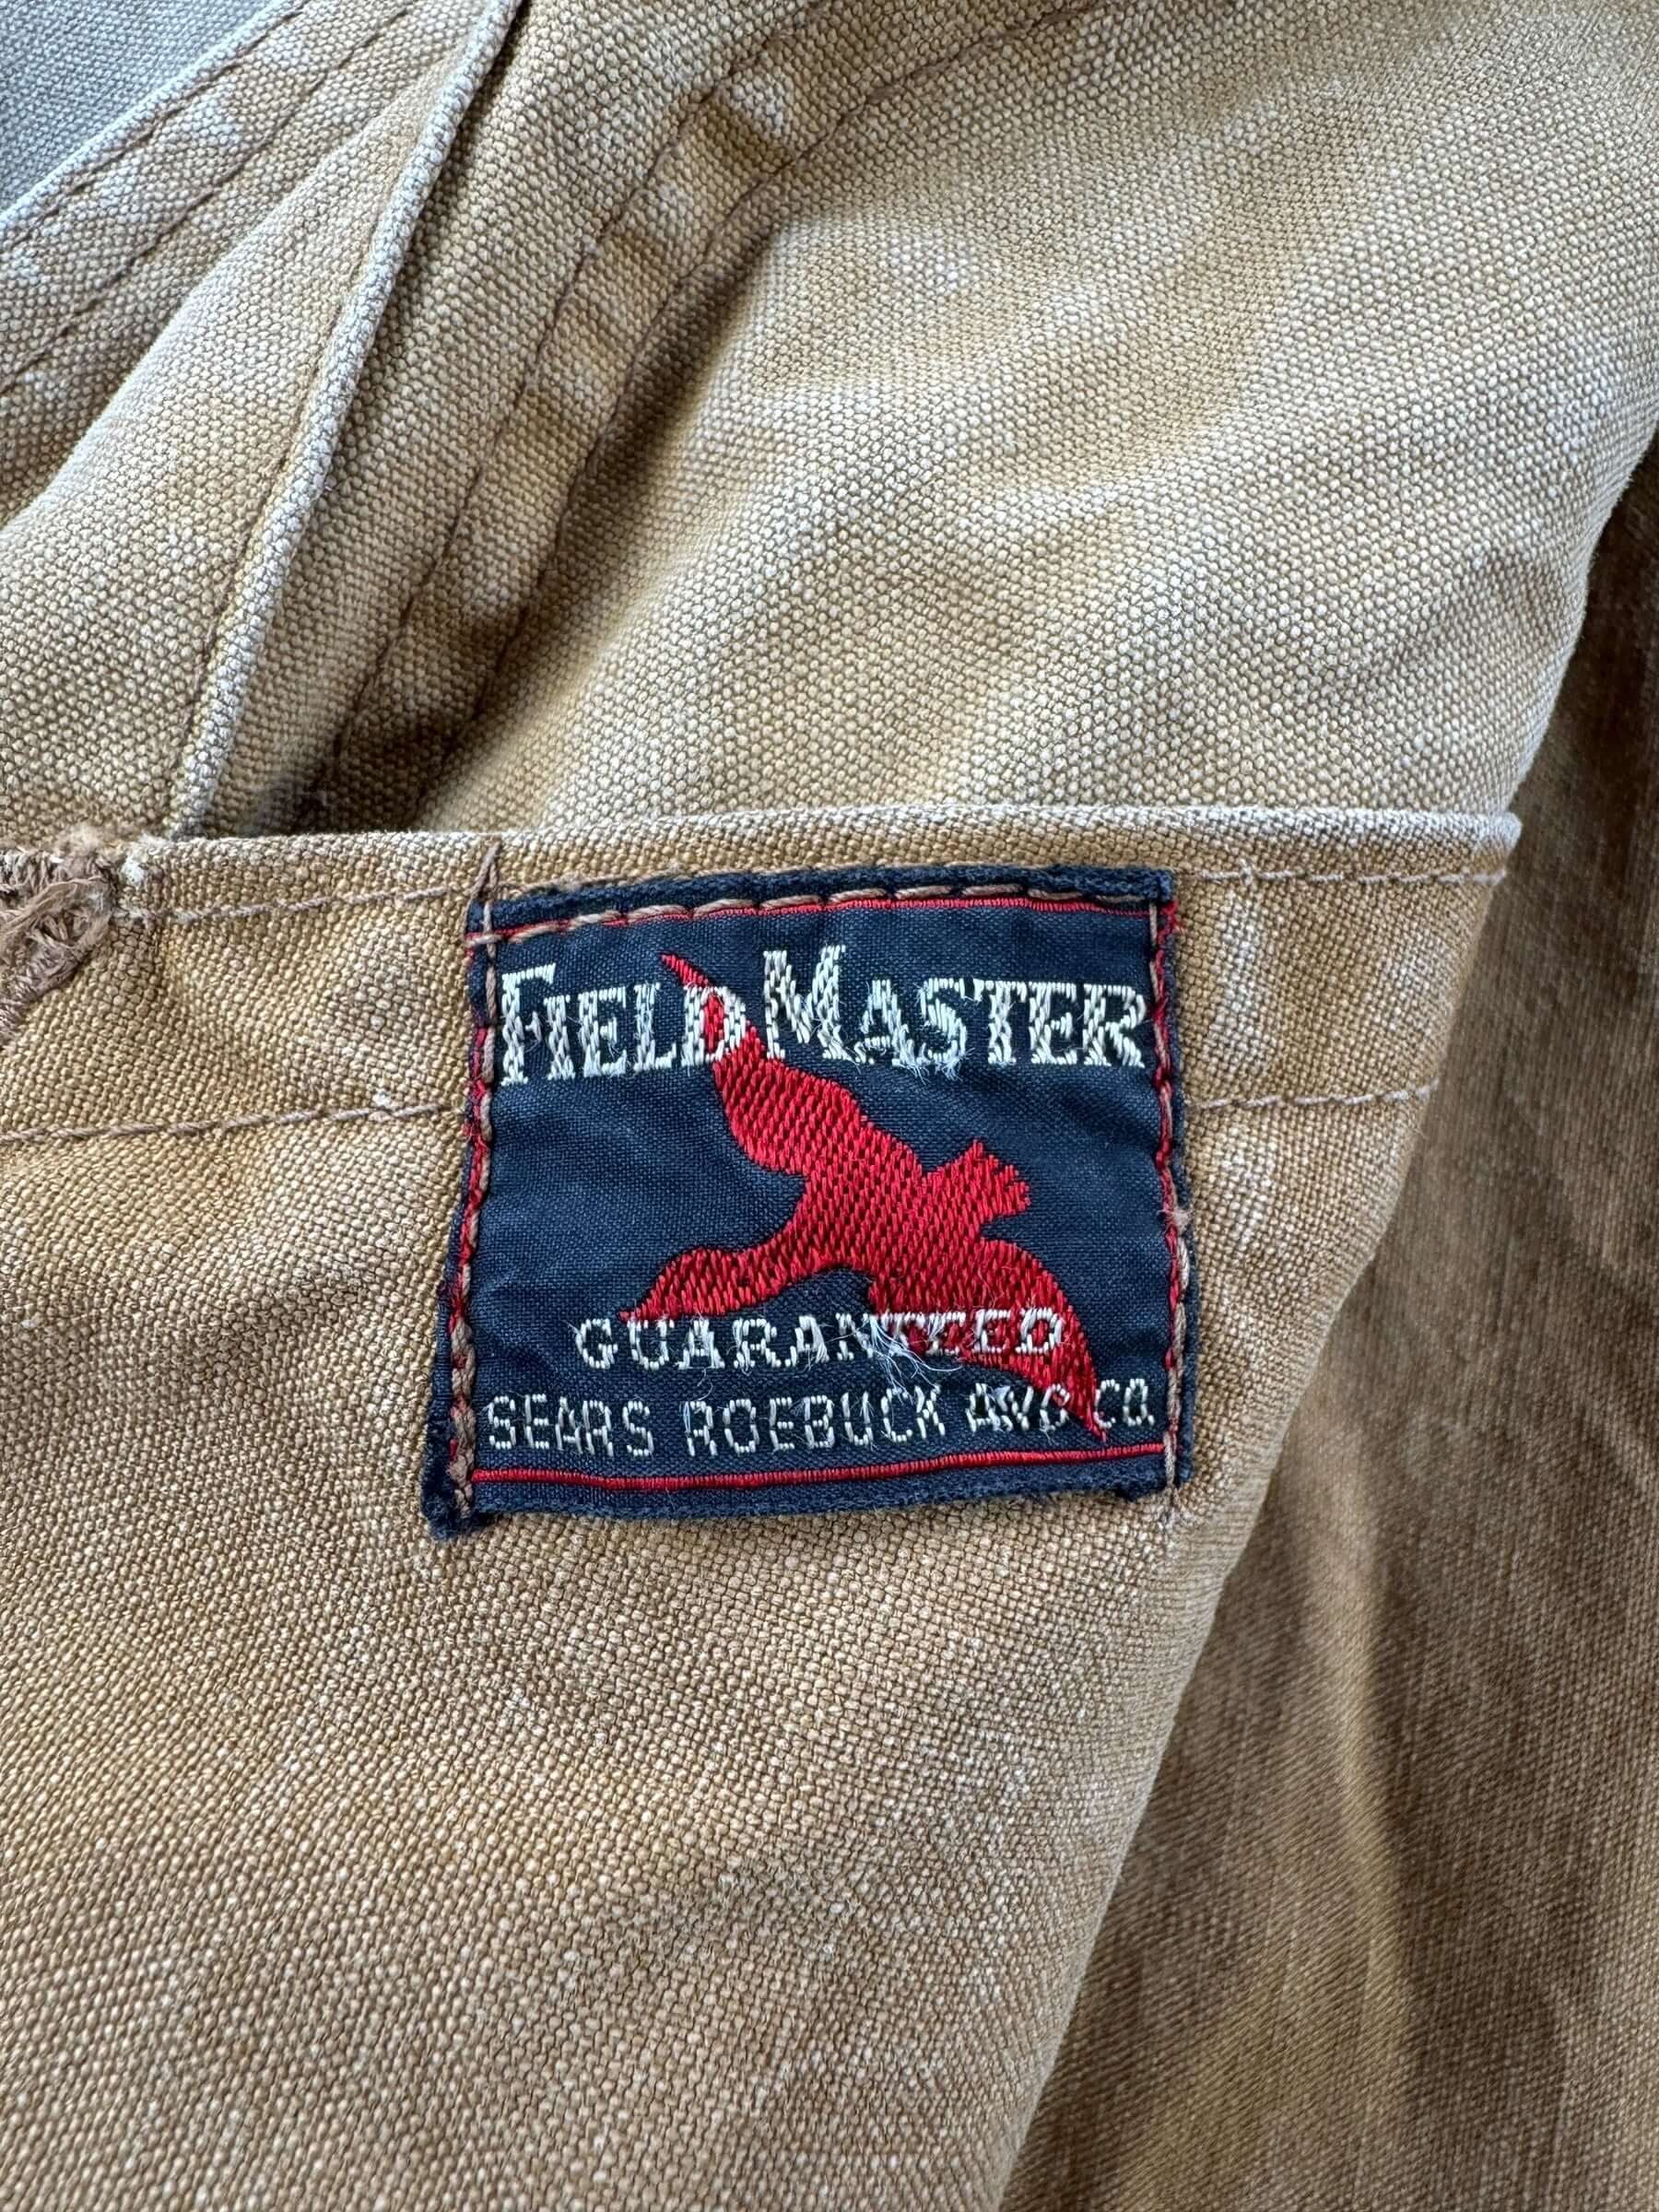 FIELD MASTER
GUARANTEED
SEARS ROEBUCK AND CO.